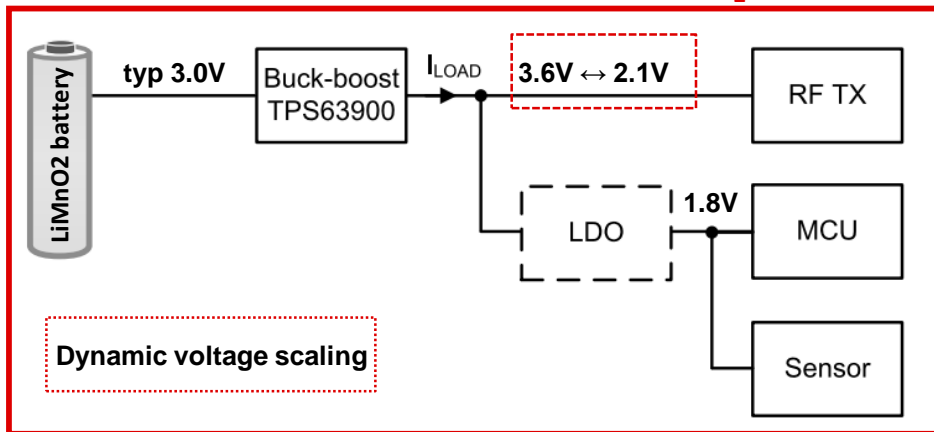 LiMnO2 battery
typ 3.0V
Buck-boost
TPS63900
ILOAD
3.6V ↔ 2.1V
RF TX
LDO
1.8V
MCU
Dynamic voltage scaling
Sensor